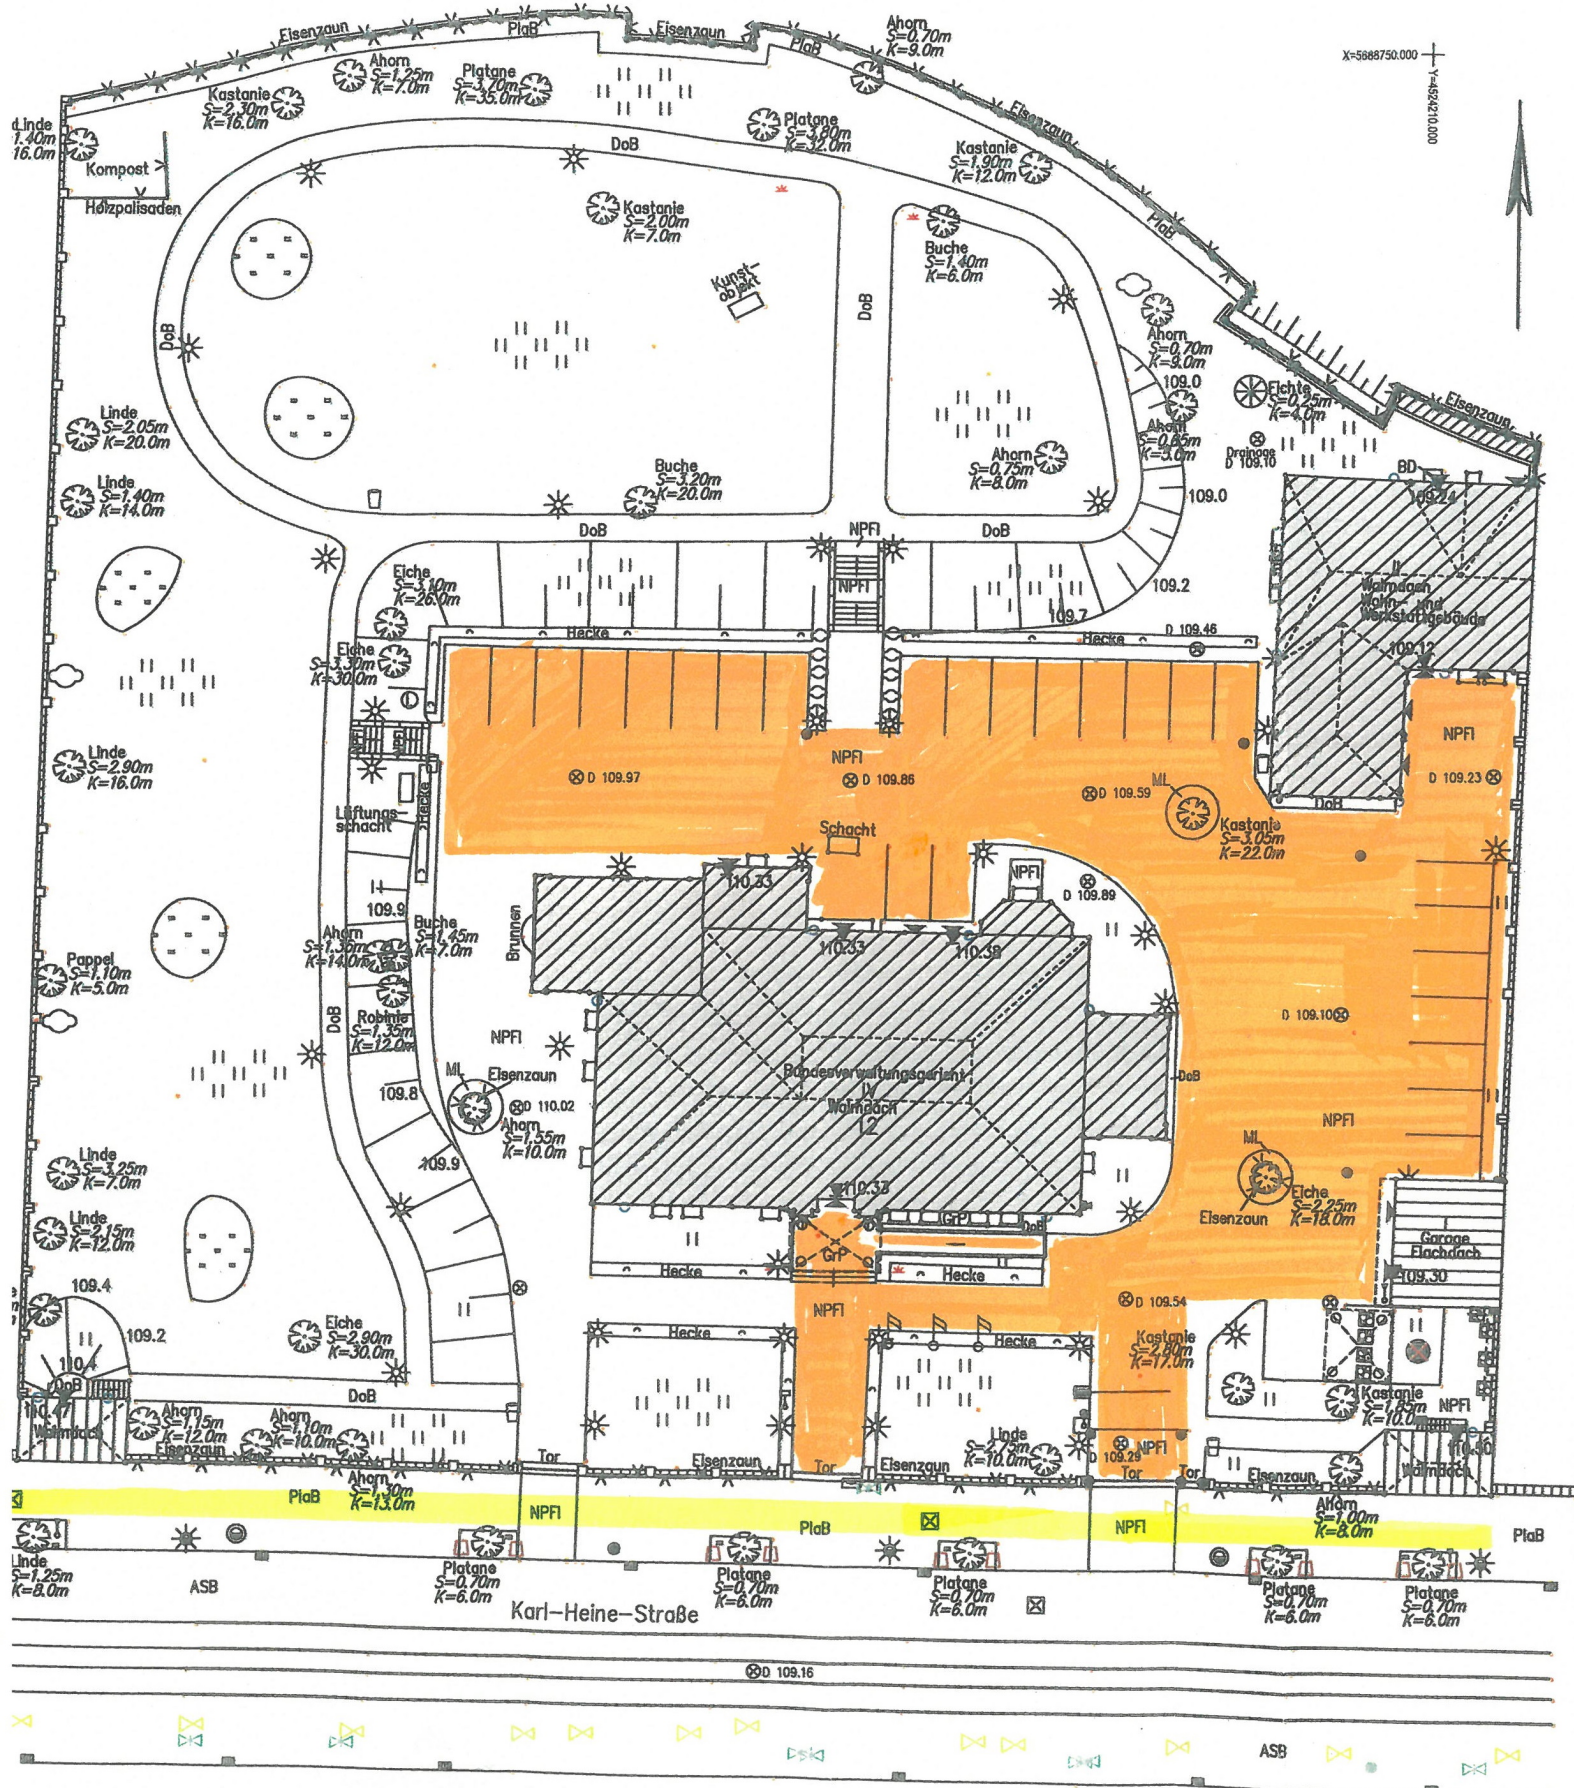 Ahorn
S=0.70m
K=9.0m
Eisenzaun
PlaB
Eisenzaun
PlaB
X=5688750.000
Y=4524210.000
Ahorn
S=1.25m
K=7.0m
Platane
S=3.70m
K=35.0m
Kastanie
S=2.30m
K=16.0m
Linde
1.40m
16.0m
Platane
S=3.80m
K=32.0m
Eisenzaun
DoB
Kastanie
S=1.90m
K=12.0m
Kompost
Holzpalisaden
Kastanie
S=2.00m
K=7.0m
PlaB
Buche
S=1.40m
K=6.0m
Kunst-
objekt
DoB
DoB
Ahorn
S=0.70m
K=9.0m
109.0
Fichte
S=0.25m
K=4.0m
Eisenzaun
Linde
S=2.05m
K=20.0m
Ahorn
S=0.85m
K=5.0m
Drainage
D 109.10
Ahorn
S=0.75m
K=8.0m
Buche
S=3.20m
K=20.0m
BD
109.24
Linde
S=1.40m
K=14.0m
109.0
DoB
NPFl
DoB
Eiche
S=3.10m
K=26.0m
NPFl
109.2
109.7
II
Walmdach
Wohn- und
Werkstattgebäude
109.12
Hecke
Hecke
D 109.46
Eiche
S=3.30m
K=30.0m
NPFl
NPFl
NPFl
NPFl
Linde
S=2.90m
K=16.0m
D 109.97
D 109.86
D 109.59
ML
D 109.23
Hecke
Lüftungs-
schacht
Schacht
DoB
Kastanie
S=3.05m
K=22.0m
110.33
NPFl
D 109.89
109.9
Brunnen
Buche
S=1.45m
K=7.0m
Ahorn
S=1.35m
K=14.0m
110.33
110.38
Pappel
S=1.10m
K=5.0m
DoB
Robinie
S=1.35m
K=12.0m
NPFl
D 109.10
ML
Eisenzaun
Bundesverwaltungsgericht
IV
Walmdach
DoB
109.8
D 110.02
Ahorn
S=1.55m
K=10.0m
NPFl
ML
109.9
Linde
S=3.25m
K=7.0m
110.33
Eiche
S=2.25m
K=18.0m
Eisenzaun
Linde
S=2.15m
K=12.0m
GrP
DoB
GrP
I
Garage
Flachdach
109.30
Hecke
Hecke
109.4
NPFl
D 109.54
109.2
Eiche
S=2.90m
K=30.0m
Hecke
Hecke
Kastanie
S=2.80m
K=17.0m
110.4
DoB
DoB
Kastanie
S=1.85m
K=10.0
NPFl
110.47
Walmdach
Ahorn
S=1.15m
K=12.0m
Eisenzaun
Ahorn
S=1.10m
K=10.0m
Linde
S=2.75m
K=10.0m
D 109.29
NPFl
Walmdach
Tor
Eisenzaun
Tor
Eisenzaun
Tor
Tor
Eisenzaun
Ahorn
S=1.30m
K=13.0m
PlaB
NPFl
PlaB
NPFl
Ahorn
S=1.00m
K=8.0m
PlaB
Linde
S=1.25m
K=8.0m
ASB
Platane
S=0.70m
K=6.0m
Platane
S=0.70m
K=6.0m
Platane
S=0.70m
K=6.0m
Platane
S=0.70m
K=6.0m
Platane
S=0.70m
K=6.0m
Karl-Heine-Straße
D 109.16
ASB